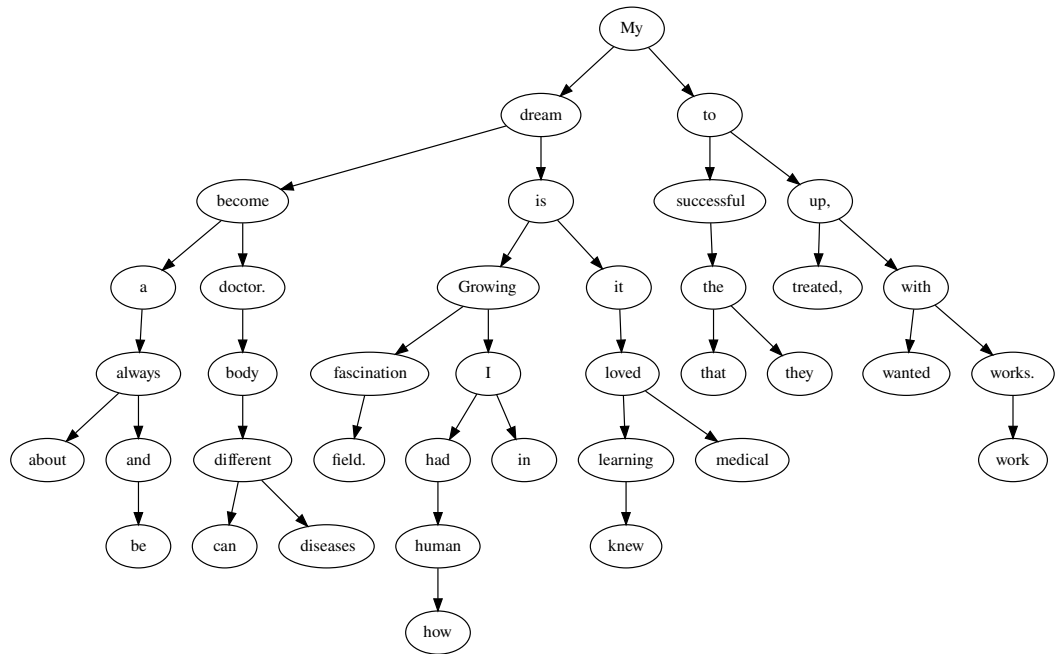 My
dream to
become is successful up,
a doctor. Growing it the treated, with
always body fascination I loved that they wanted works.
about and different field. had in learning medical work
be can diseases human knew
how